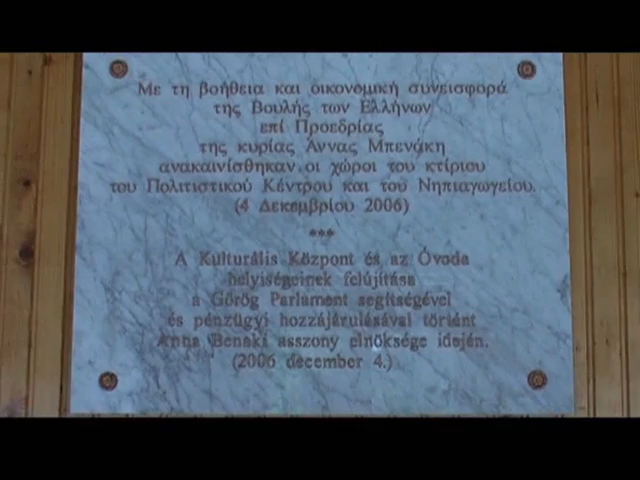 Με τη βοήθεια και οικονομική συνεισφορά
της Βουλής των Ελλήνων
επί Προεδρίας
της κυρίας Άννας Μπενάκη
ανακαινίσθηκαν οι χώροι του κτίριου
του Πολιτιστικού Κέντρου και του Νηπιαγωγείου.
(4 Δεκεμβρίου 2006)
***
A Kulturális Központ és az Óvoda
helyiségeinek felújítása
a Görög Parlament segítségével
és pénzügyi hozzájárulásával történt
Anna Benaki asszony elnöksége idején.
(2006 december 4.)